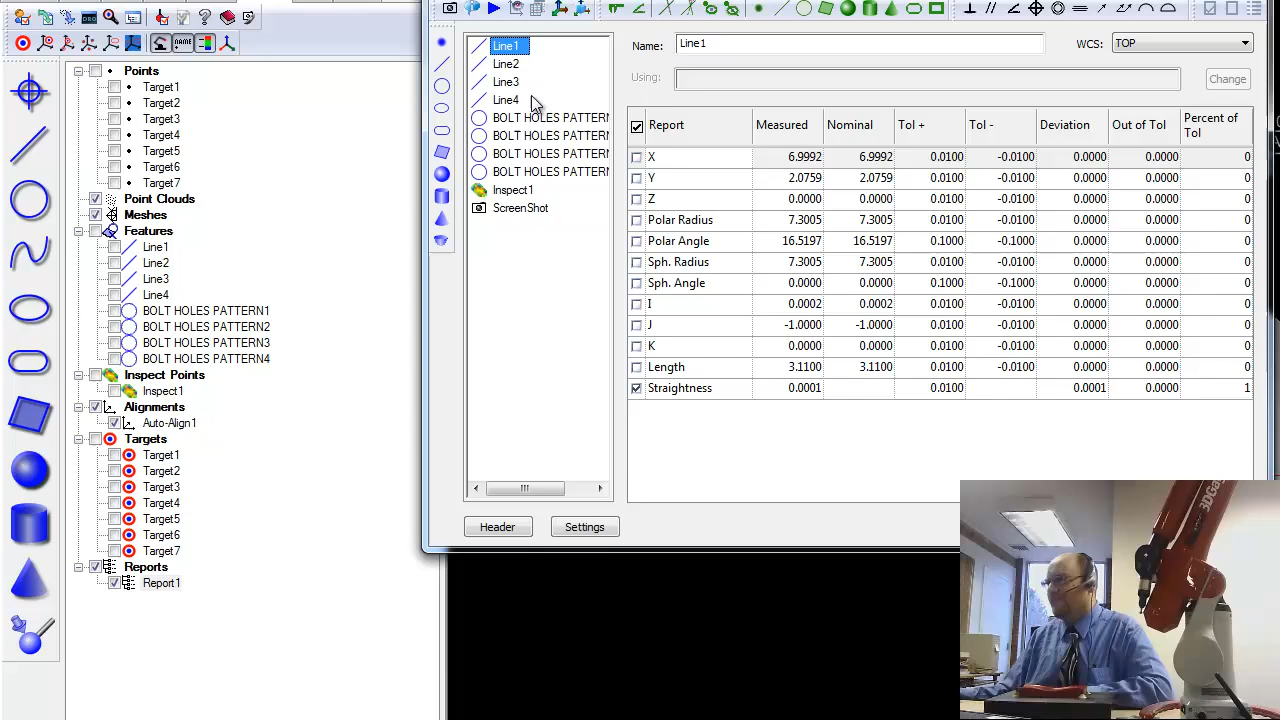 Points
Target1
Target2
Target3
Target4
Target5
Target6
Target7
Point Clouds
Meshes
Features
Line1
Line2
Line3
Line4
BOLT HOLES PATTERN1
BOLT HOLES PATTERN2
BOLT HOLES PATTERN3
BOLT HOLES PATTERN4
Inspect Points
Inspect1
Alignments
Auto-Align1
Targets
Target1
Target2
Target3
Target4
Target5
Target6
Target7
Reports
Report1
Line1
Line2
Line3
Line4
BOLT HOLES PATTERN
BOLT HOLES PATTERN
BOLT HOLES PATTERN
BOLT HOLES PATTERN
Inspect1
ScreenShot
Header Settings
Name: Line1 WCS: TOP
Using: Change
Report Measured Nominal Tol + Tol - Deviation Out of Tol Percent of Tol
X 6.9992 6.9992 0.0100 -0.0100 0.0000 0.0000 0
Y 2.0759 2.0759 0.0100 -0.0100 0.0000 0.0000 0
Z 0.0000 0.0000 0.0100 -0.0100 0.0000 0.0000 0
Polar Radius 7.3005 7.3005 0.0100 -0.0100 0.0000 0.0000 0
Polar Angle 16.5197 16.5197 0.1000 -0.1000 0.0000 0.0000 0
Sph. Radius 7.3005 7.3005 0.0100 -0.0100 0.0000 0.0000 0
Sph. Angle 0.0000 0.0000 0.1000 -0.1000 0.0000 0.0000 0
I 0.0002 0.0002 0.0100 -0.0100 0.0000 0.0000 0
J -1.0000 -1.0000 0.0100 -0.0100 0.0000 0.0000 0
K 0.0000 0.0000 0.0100 -0.0100 0.0000 0.0000 0
Length 3.1100 3.1100 0.0100 -0.0100 0.0000 0.0000 0
Straightness 0.0001 0.0100 0.0001 0.0000 1